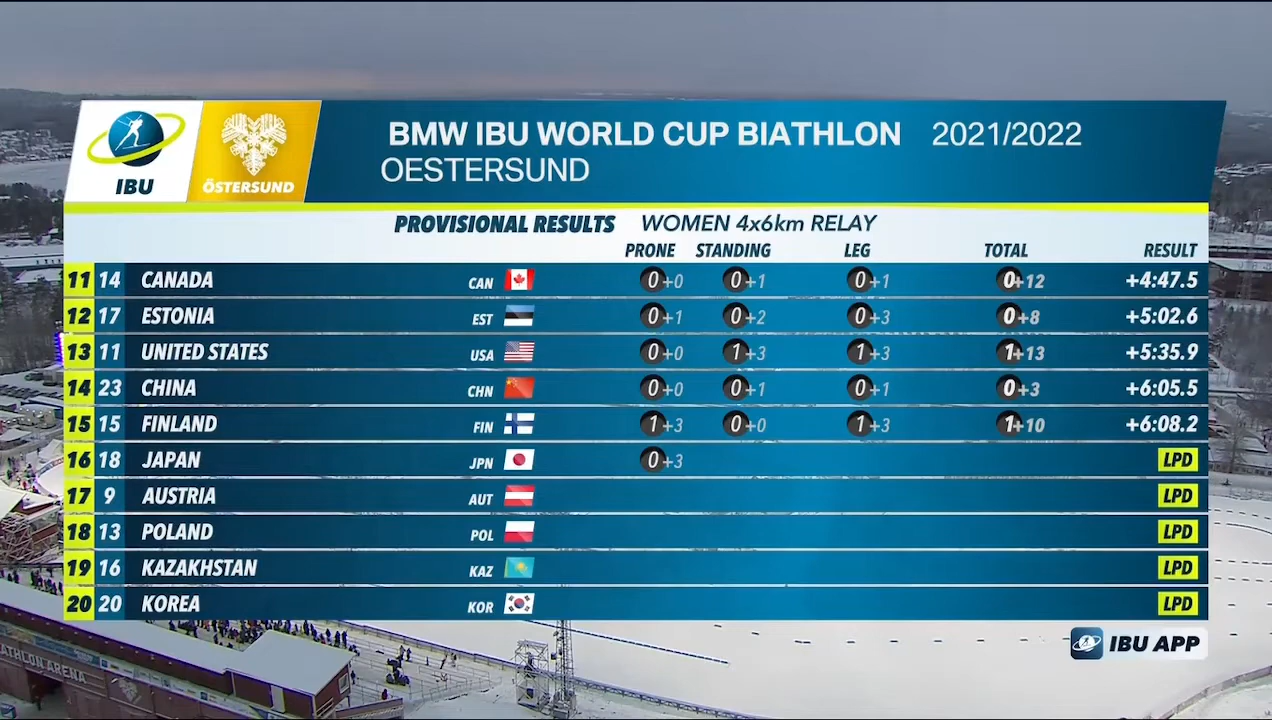 BMW IBU WORLD CUP BIATHLON 2021/2022
OESTERSUND
IBU
ÖSTERSUND
PROVISIONAL RESULTS WOMEN 4x6km RELAY
PRONE STANDING LEG TOTAL RESULT
11 14 CANADA CAN 0+0 0+1 0+1 0+12 +4:47.5
12 17 ESTONIA EST 0+1 0+2 0+3 0+8 +5:02.6
13 11 UNITED STATES USA 0+0 1+3 1+3 1+13 +5:35.9
14 23 CHINA CHN 0+0 0+1 0+1 0+3 +6:05.5
15 15 FINLAND FIN 1+3 0+0 1+3 1+10 +6:08.2
16 18 JAPAN JPN 0+3 LPD
17 9 AUSTRIA AUT LPD
18 13 POLAND POL LPD
19 16 KAZAKHSTAN KAZ LPD
20 20 KOREA KOR LPD
IBU APP
ATHLON ARENA